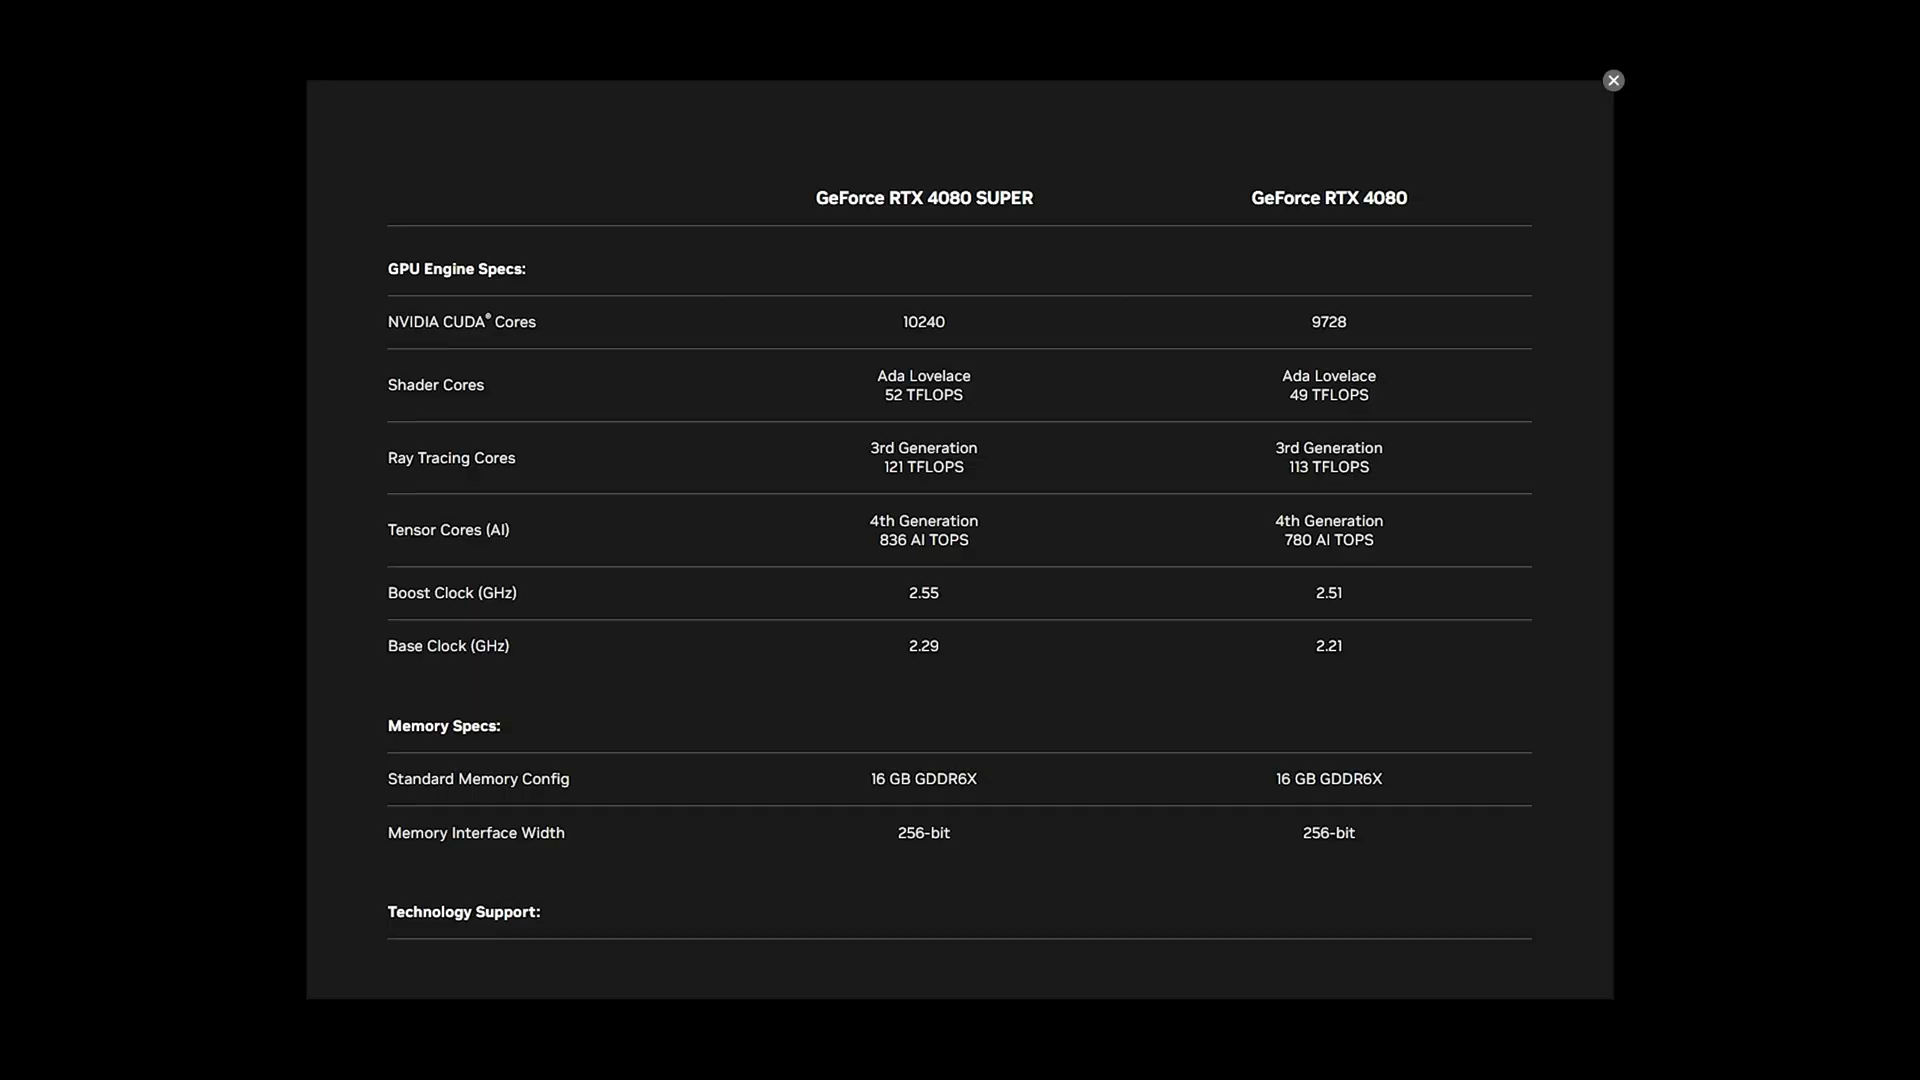 GeForce RTX 4080 SUPER GeForce RTX 4080
GPU Engine Specs:
NVIDIA CUDA® Cores 10240 9728
Shader Cores Ada Lovelace 52 TFLOPS Ada Lovelace 49 TFLOPS
Ray Tracing Cores 3rd Generation 121 TFLOPS 3rd Generation 113 TFLOPS
Tensor Cores (AI) 4th Generation 836 AI TOPS 4th Generation 780 AI TOPS
Boost Clock (GHz) 2.55 2.51
Base Clock (GHz) 2.29 2.21
Memory Specs:
Standard Memory Config 16 GB GDDR6X 16 GB GDDR6X
Memory Interface Width 256-bit 256-bit
Technology Support: